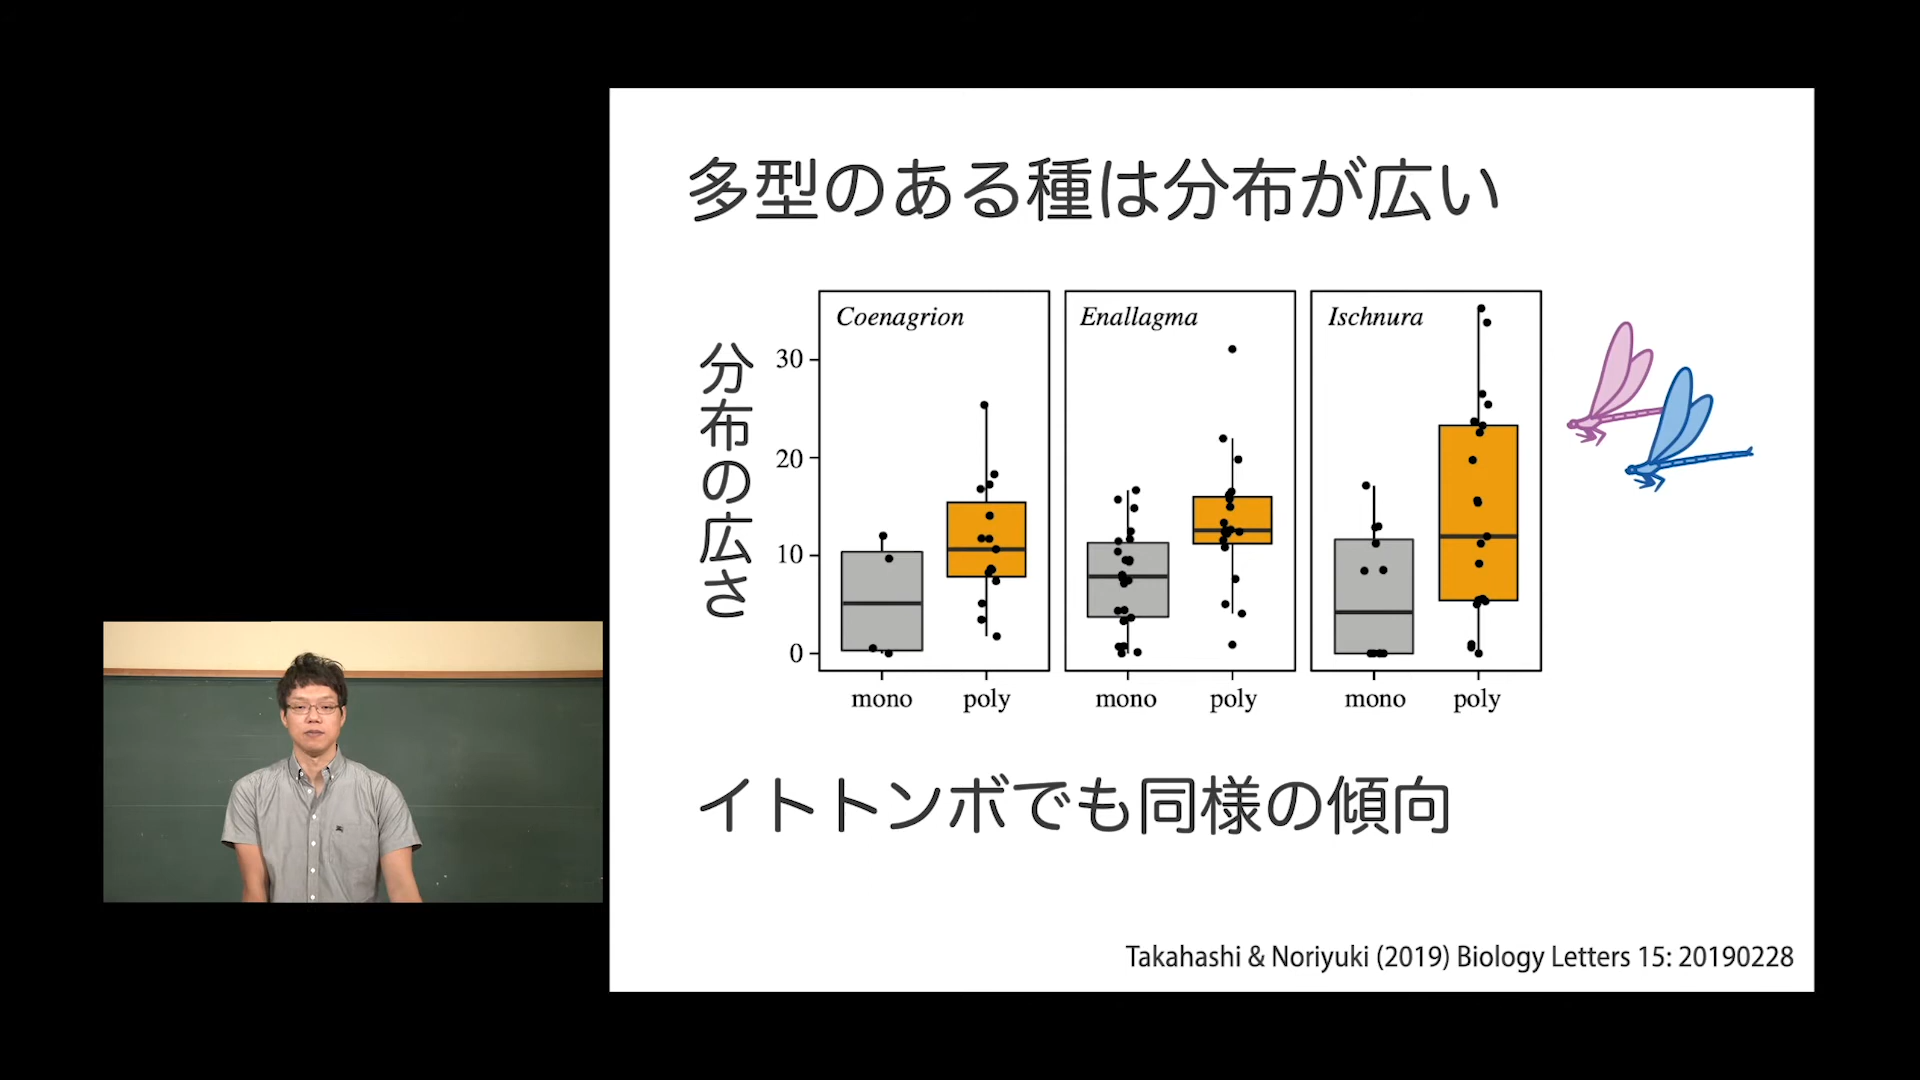 多型のある種は分布が広い
分布の広さ
Coenagrion
Enallagma
Ischnura
30
20
10
0
mono poly mono poly mono poly
イトトンボでも同様の傾向
Takahashi & Noriyuki (2019) Biology Letters 15: 20190228